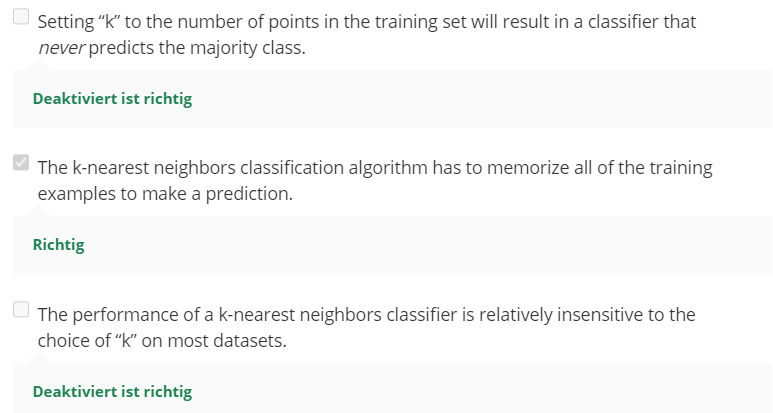 Setting “k” to the number of points in the training set will result in a classifier that
never predicts the majority class.
Deaktiviert ist richtig
The k-nearest neighbors classification algorithm has to memorize all of the training
examples to make a prediction.
Richtig
The performance of a k-nearest neighbors classifier is relatively insensitive to the
choice of “k” on most datasets.
Deaktiviert ist richtig